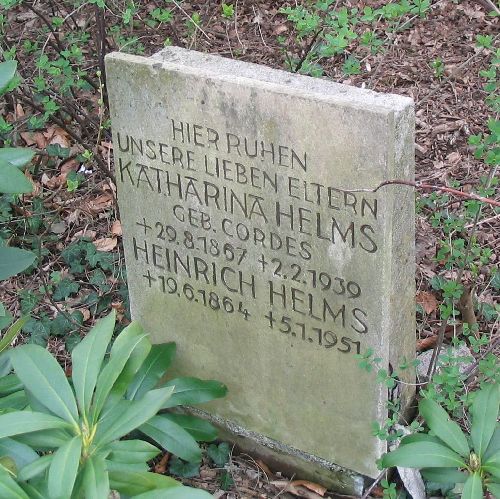 HIER RUHEN
UNSERE LIEBEN ELTERN
KATHARINA HELMS
GEB. CORDES
+29.8.1867 +2.2.1939
HEINRICH HELMS
+19.6.1864 +5.1.1951